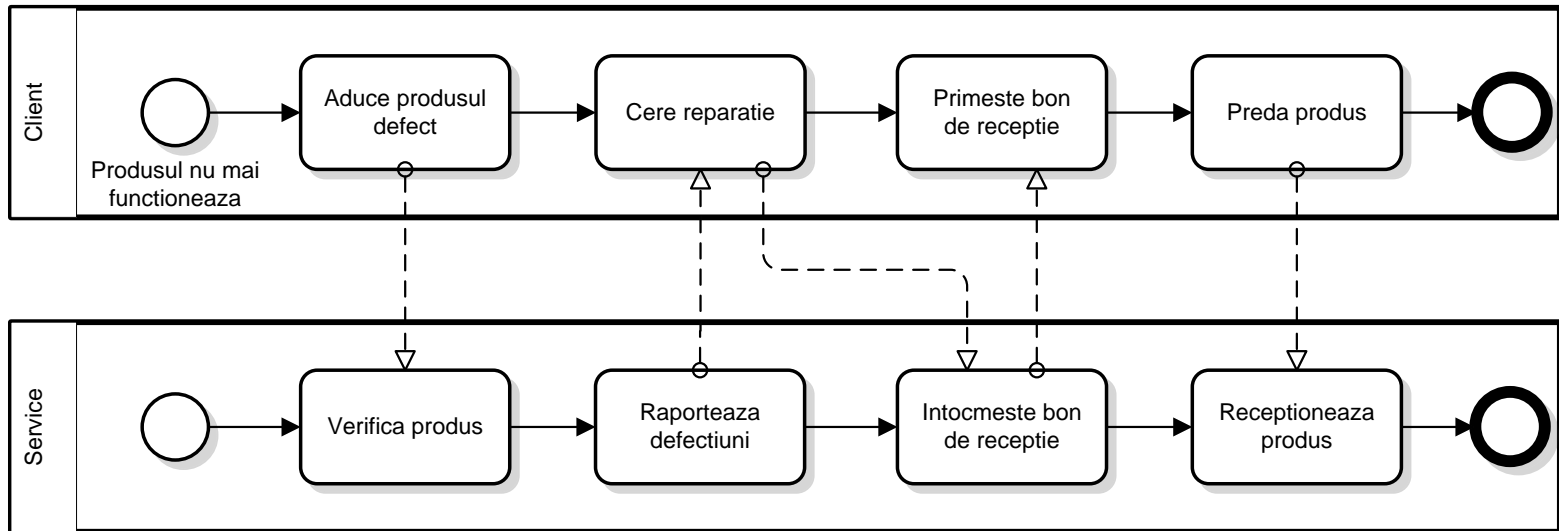 Client
Produsul nu mai
functioneaza
Aduce produsul
defect
Cere reparatie
Primeste bon
de receptie
Preda produs
Service
Verifica produs
Raporteaza
defectiuni
Intocmeste bon
de receptie
Receptioneaza
produs